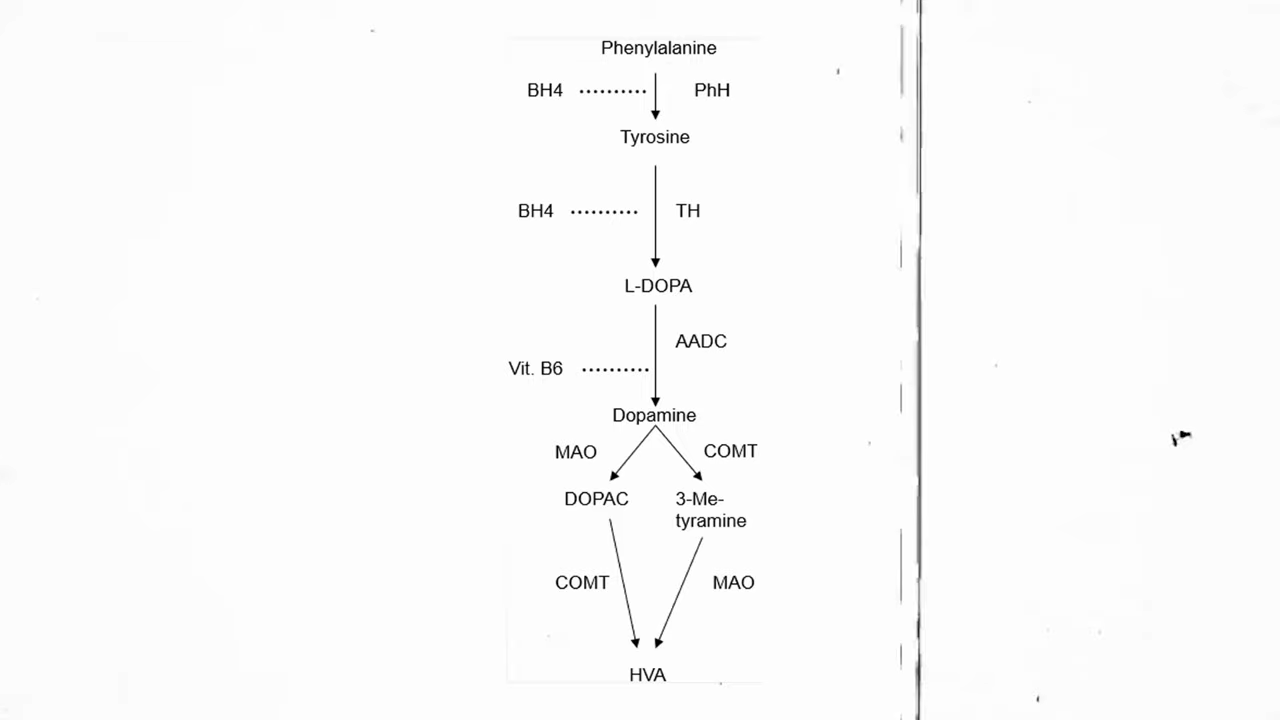 Phenylalanine
BH4 PhH
Tyrosine
BH4 TH
L-DOPA
AADC
Vit. B6
Dopamine
MAO COMT
DOPAC 3-Me-
tyramine
COMT MAO
HVA